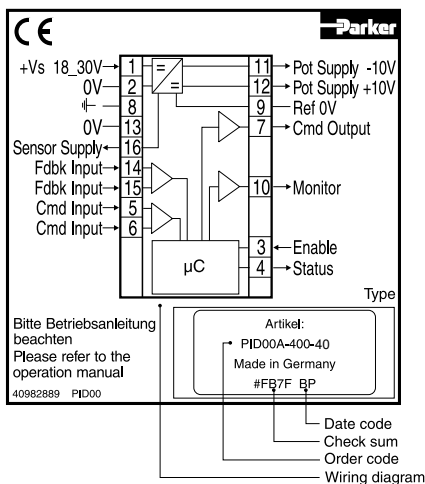 CE
Parker
+Vs 18_30V 1 = 11 Pot Supply -10V
0V 2 = 12 Pot Supply +10V
8 9 Ref 0V
0V 13 7 Cmd Output
Sensor Supply 16
Fdbk Input 14
Fdbk Input 15 10 Monitor
Cmd Input 5
Cmd Input 6
3 Enable
µC 4 Status
Type
Bitte Betriebsanleitung
beachten
Please refer to the
operation manual
40982889 PID00
Artikel:
PID00A-400-40
Made in Germany
#FB7F BP
Date code
Check sum
Order code
Wiring diagram